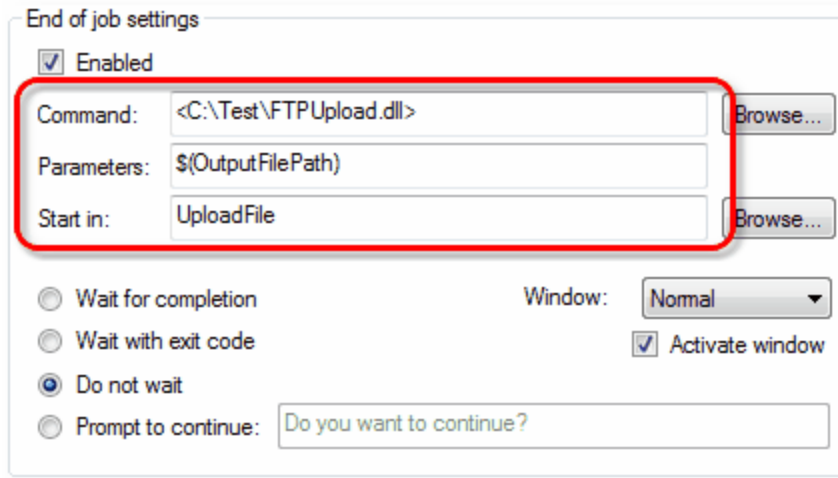 End of job settings
Enabled
Command: <C:\Test\FTPUpload.dll> Browse...
Parameters: $(OutputFilePath)
Start in: UploadFile Browse...
Wait for completion Window: Normal
Wait with exit code Activate window
Do not wait
Prompt to continue: Do you want to continue?